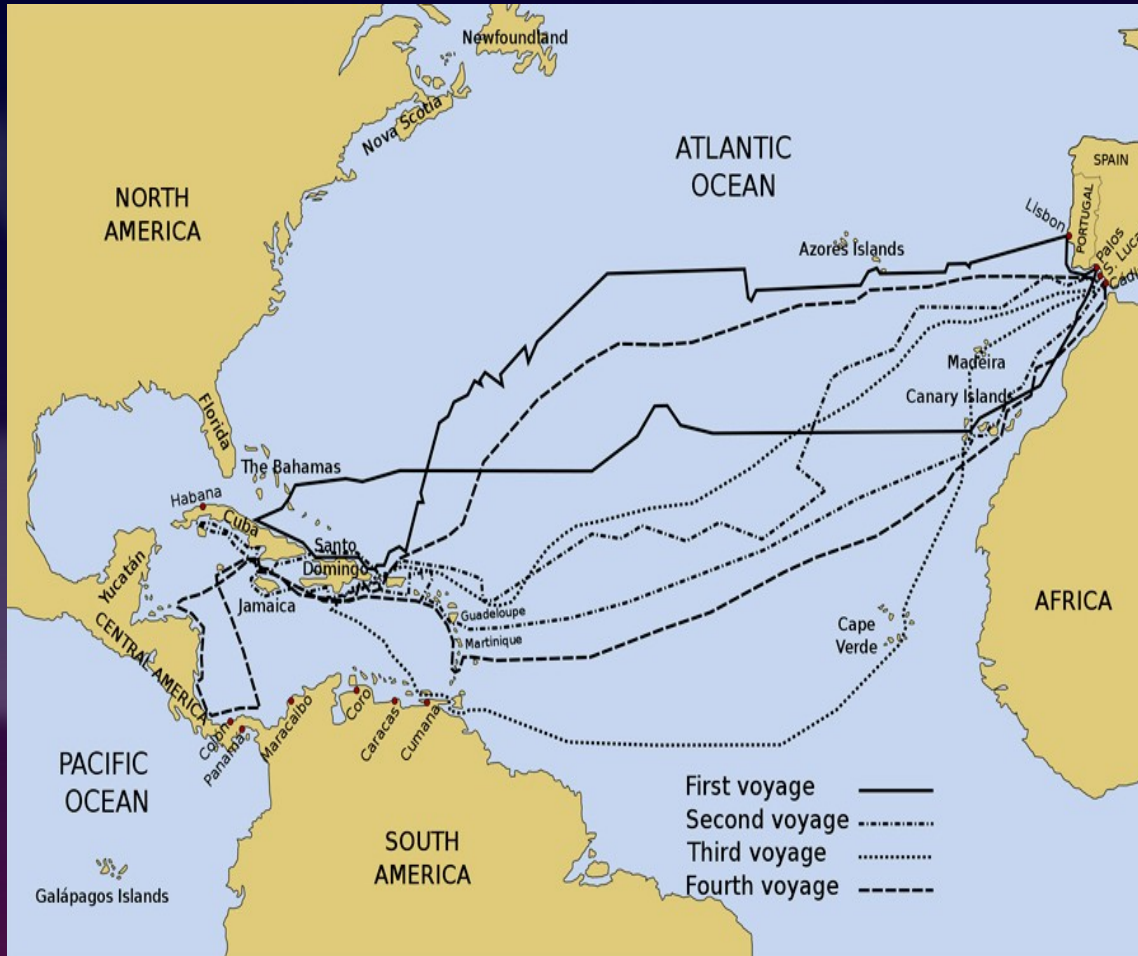 Newfoundland
Nova Scotia
ATLANTIC
OCEAN
SPAIN
PORTUGAL
NORTH
AMERICA
Lisbon
Palos
Azores Islands
Madeira
Canary Islands
Florida
The Bahamas
Habana
Cuba
Santo
Domingo
Yucatán
Jamaica
Guadeloupe
Martinique
CENTRAL AMERICA
AFRICA
Cape
Verde
Colón
Panama
Maracaibo
Coro
Caracas
Cumana
PACIFIC
OCEAN
SOUTH
AMERICA
Galápagos Islands
First voyage
Second voyage
Third voyage
Fourth voyage